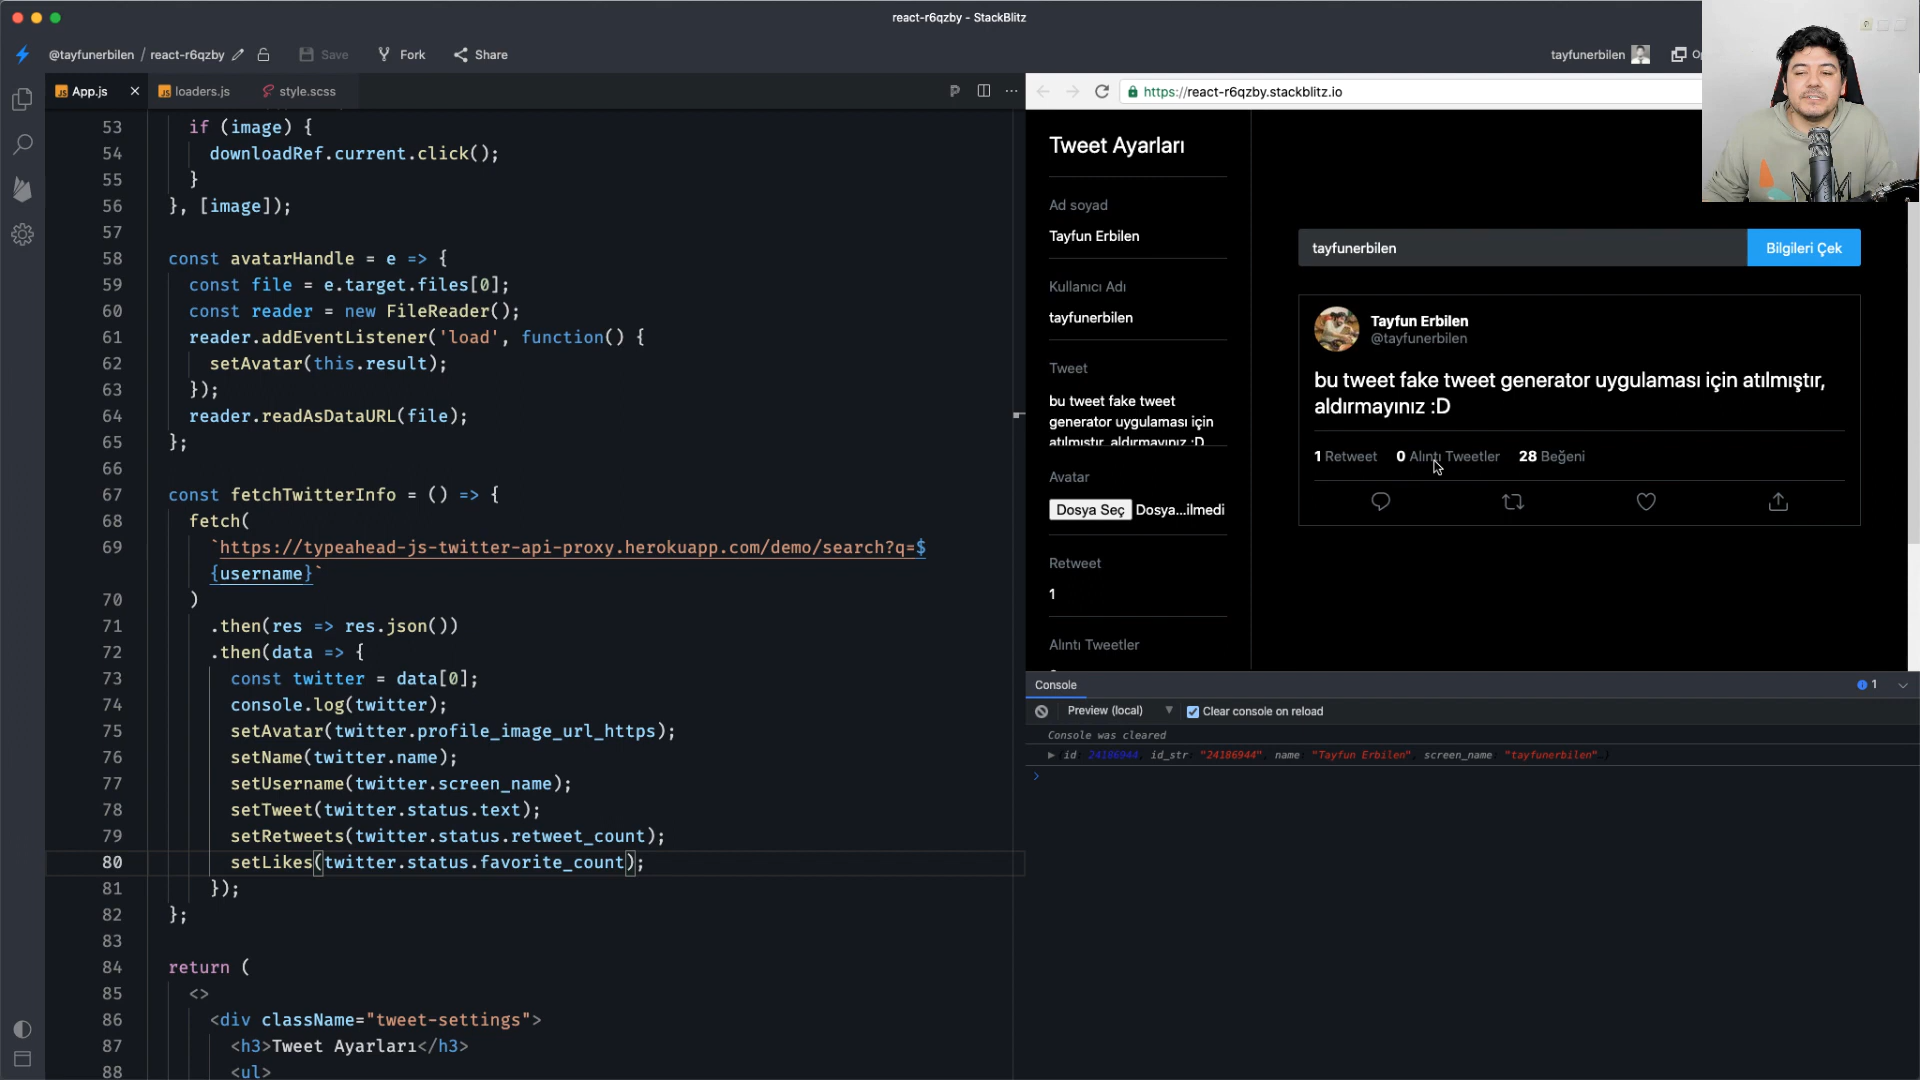 react-r6qzby - StackBlitz
@tayfunerbilen / react-r6qzby
Save
Fork
Share
tayfunerbilen
App.js
loaders.js
style.scss
53 if (image) {
54 downloadRef.current.click();
55 }
56 }, [image]);
57
58 const avatarHandle = e => {
59 const file = e.target.files[0];
60 const reader = new FileReader();
61 reader.addEventListener('load', function() {
62 setAvatar(this.result);
63 });
64 reader.readAsDataURL(file);
65 };
66
67 const fetchTwitterInfo = () => {
68 fetch(
69 `https://typeahead-js-twitter-api-proxy.herokuapp.com/demo/search?q=$
{username}`
70 )
71 .then(res => res.json())
72 .then(data => {
73 const twitter = data[0];
74 console.log(twitter);
75 setAvatar(twitter.profile_image_url_https);
76 setName(twitter.name);
77 setUsername(twitter.screen_name);
78 setTweet(twitter.status.text);
79 setRetweets(twitter.status.retweet_count);
80 setLikes(twitter.status.favorite_count);
81 });
82 };
83
84 return (
85 <>
86 <div className="tweet-settings">
87 <h3>Tweet Ayarları</h3>
88 <ul>
https://react-r6qzby.stackblitz.io
Tweet Ayarları
Ad soyad
Tayfun Erbilen
Kullanıcı Adı
tayfunerbilen
Tweet
bu tweet fake tweet
generator uygulaması için
atılmıştır, aldırmayınız :D
Avatar
Dosya Seç Dosya...ilmedi
Retweet
1
Alıntı Tweetler
tayfunerbilen
Bilgileri Çek
Tayfun Erbilen
@tayfunerbilen
bu tweet fake tweet generator uygulaması için atılmıştır,
aldırmayınız :D
1 Retweet 0 Alıntı Tweetler 28 Beğeni
Console
1
Preview (local)
Clear console on reload
Console was cleared
id 24186944 id_str "24186944", name "Tayfun Erbilen", screen_name "tayfunerbilen"…